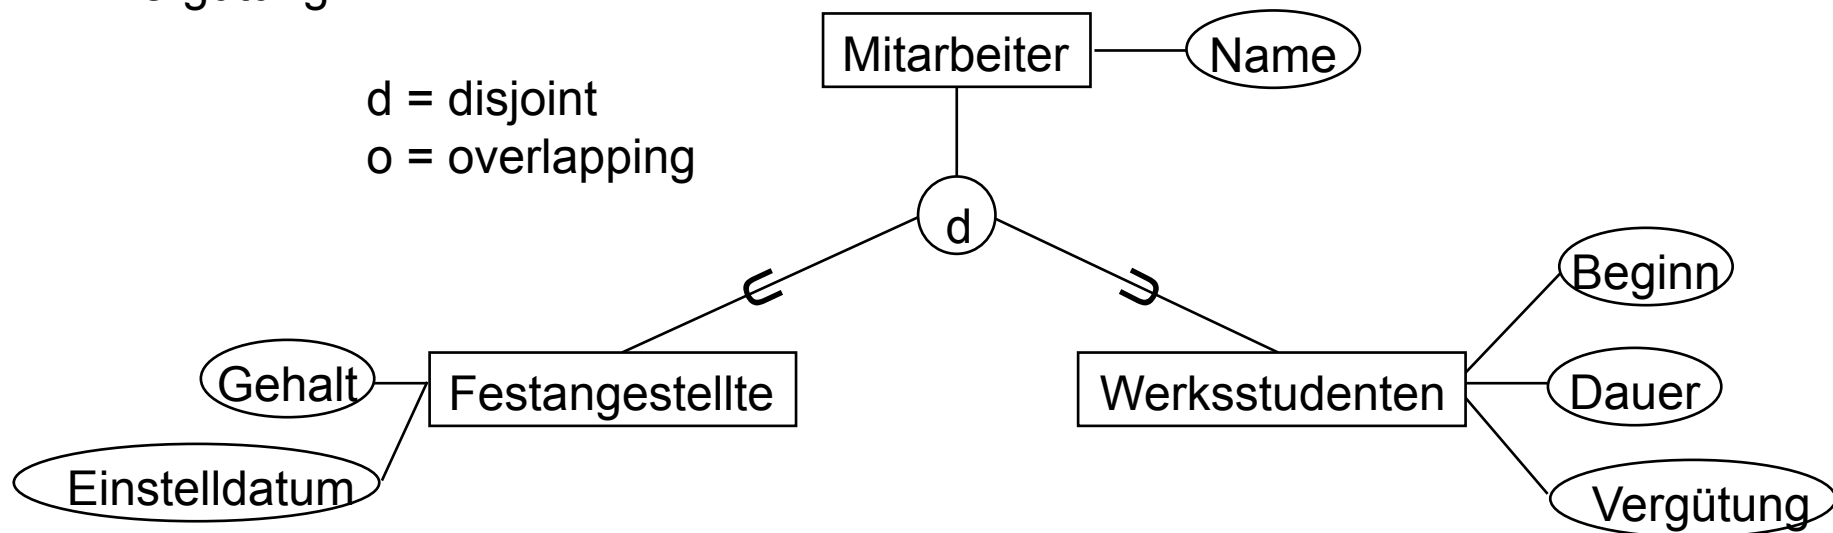 Mitarbeiter
Name
d = disjoint
o = overlapping
d
Beginn
Gehalt
Festangestellte
Werksstudenten
Dauer
Einstelldatum
Vergütung